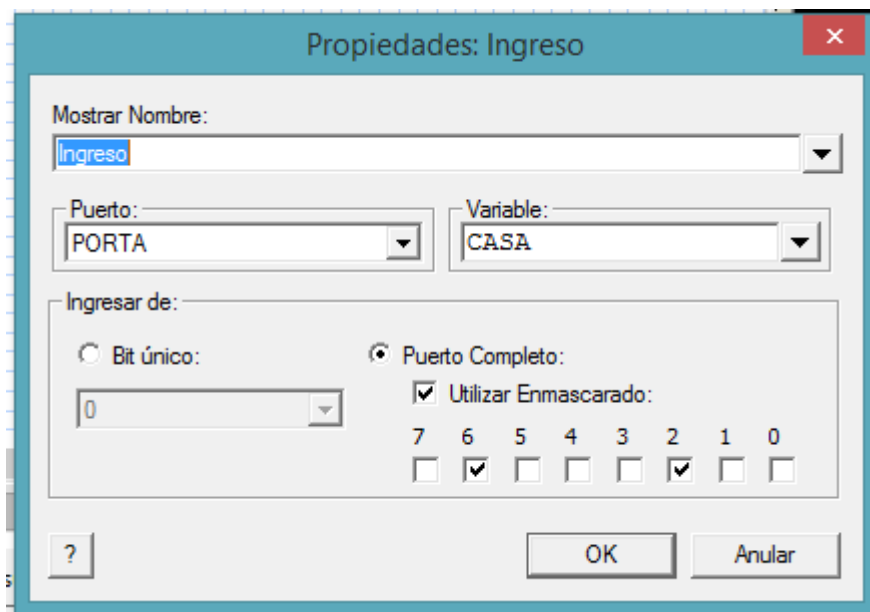 Propiedades: Ingreso
Mostrar Nombre:
Ingreso
Puerto:
PORTA
Variable:
CASA
Ingresar de:
Bit único:
0
Puerto Completo:
Utilizar Enmascarado:
7 6 5 4 3 2 1 0
?
OK
Anular
s